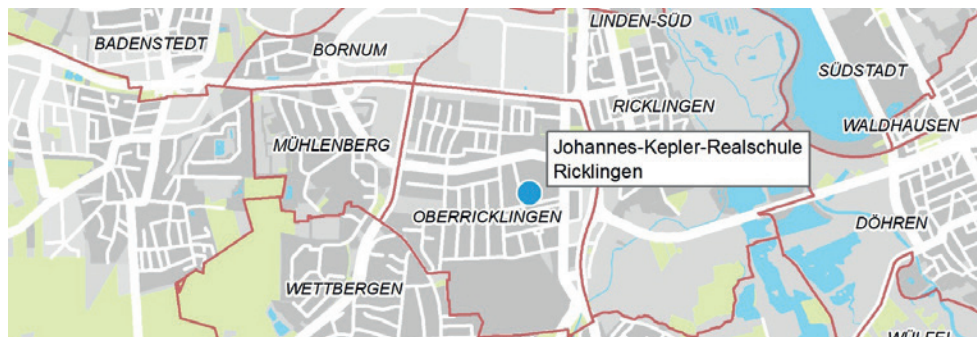 LINDEN-SÜD
BADENSTEDT
BORNUM
SÜDSTADT
RICKLINGEN
WALDHAUSEN
MÜHLENBERG
Johannes-Kepler-Realschule
Ricklingen
OBERRICKLINGEN
DÖHREN
WETTBERGEN
WÜLFEL